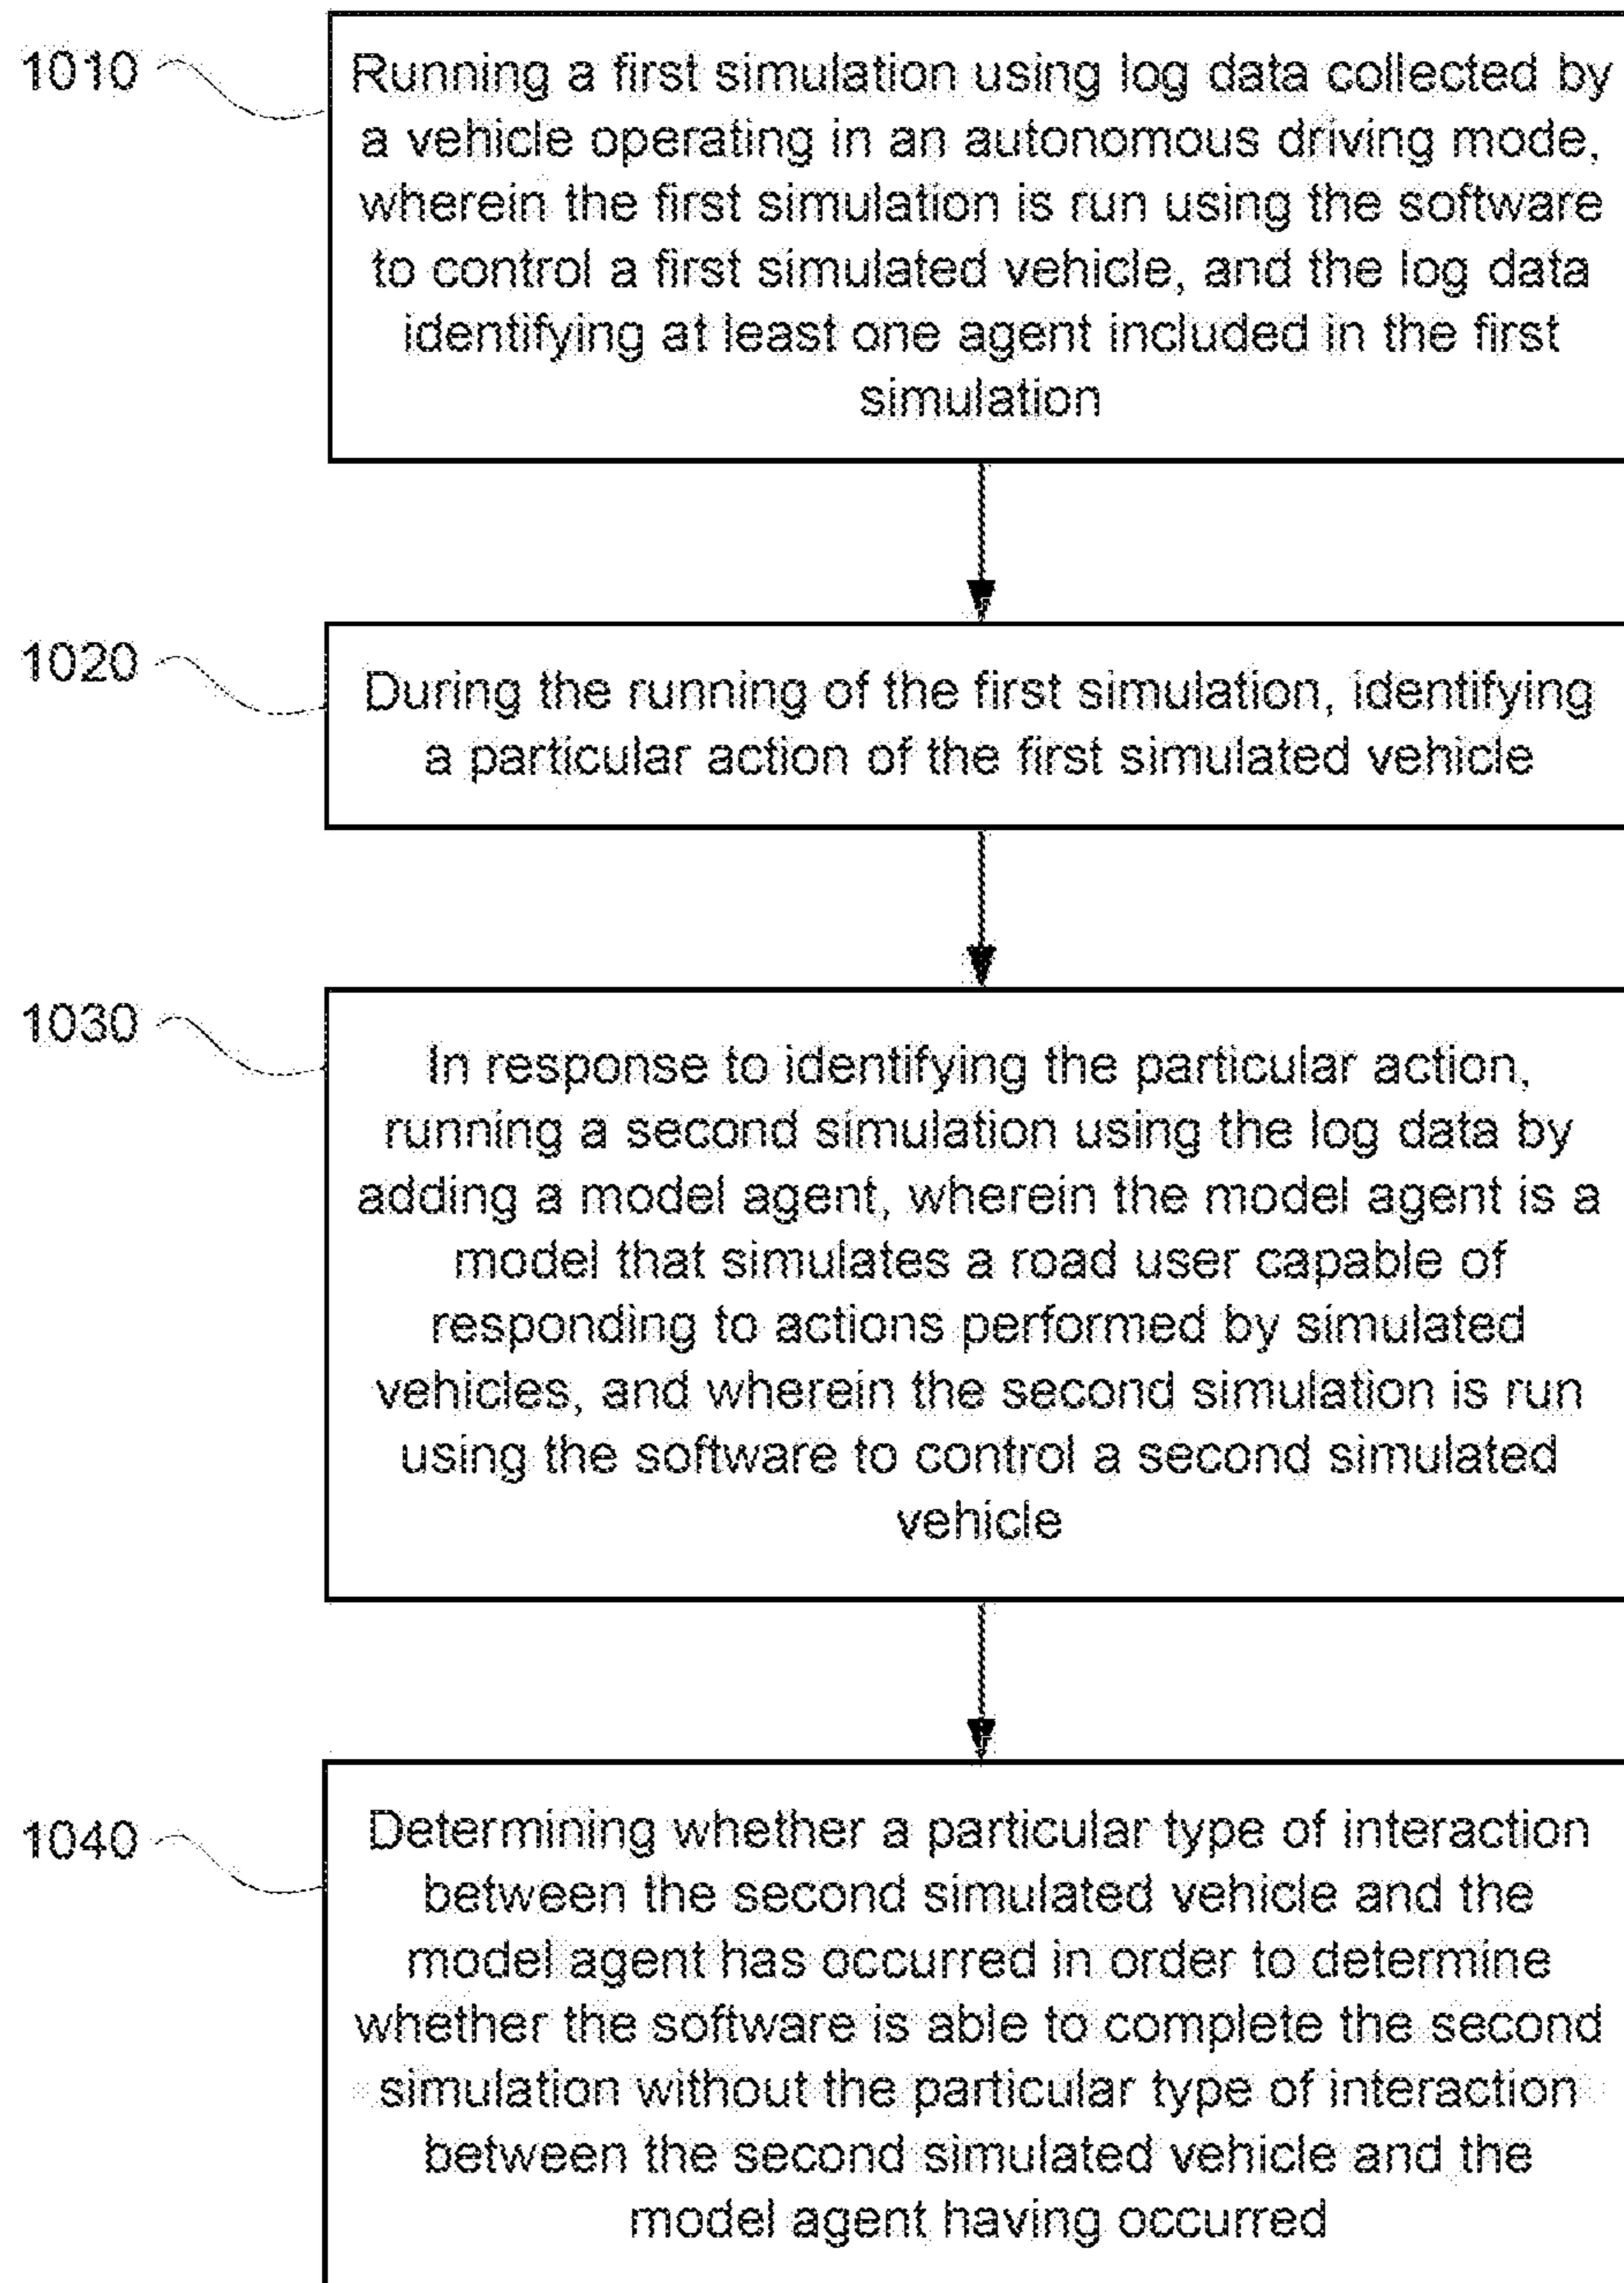 1010
Running a first simulation using log data collected by
a vehicle operating in an autonomous driving mode,
wherein the first simulation is run using the software
to control a first simulated vehicle, and the log data
identifying at least one agent included in the first
simulation
1020
During the running of the first simulation, identifying
a particular action of the first simulated vehicle
1030
In response to identifying the particular action,
running a second simulation using the log data by
adding a model agent, wherein the model agent is a
model that simulates a road user capable of
responding to actions performed by simulated
vehicles, and wherein the second simulation is run
using the software to control a second simulated
vehicle
1040
Determining whether a particular type of interaction
between the second simulated vehicle and the
model agent has occurred in order to determine
whether the software is able to complete the second
simulation without the particular type of interaction
between the second simulated vehicle and the
model agent having occurred